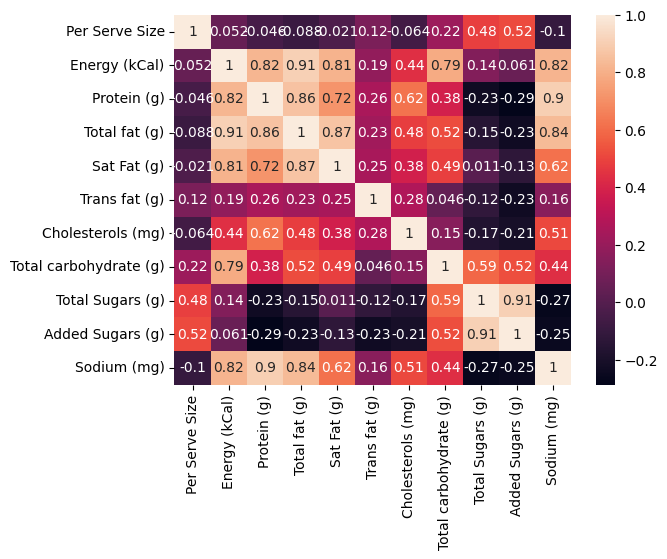 Per Serve Size 1 -0.052 -0.046 -0.088 -0.021 0.12 -0.064 0.22 0.48 0.52 -0.1
Energy (kCal) -0.052 1 0.82 0.91 0.81 0.19 0.44 0.79 0.14 0.061 0.82
Protein (g) -0.046 0.82 1 0.86 0.72 0.26 0.62 0.38 -0.23 -0.29 0.9
Total fat (g) -0.088 0.91 0.86 1 0.87 0.23 0.48 0.52 -0.15 -0.23 0.84
Sat Fat (g) -0.021 0.81 0.72 0.87 1 0.25 0.38 0.49 0.011 -0.13 0.62
Trans fat (g) 0.12 0.19 0.26 0.23 0.25 1 0.28 0.046 -0.12 -0.23 0.16
Cholesterols (mg) -0.064 0.44 0.62 0.48 0.38 0.28 1 0.15 -0.17 -0.21 0.51
Total carbohydrate (g) 0.22 0.79 0.38 0.52 0.49 0.046 0.15 1 0.59 0.52 0.44
Total Sugars (g) 0.48 0.14 -0.23 -0.15 0.011 -0.12 -0.17 0.59 1 0.91 -0.27
Added Sugars (g) 0.52 0.061 -0.29 -0.23 -0.13 -0.23 -0.21 0.52 0.91 1 -0.25
Sodium (mg) -0.1 0.82 0.9 0.84 0.62 0.16 0.51 0.44 -0.27 -0.25 1
Per Serve Size
Energy (kCal)
Protein (g)
Total fat (g)
Sat Fat (g)
Trans fat (g)
Cholesterols (mg)
Total carbohydrate (g)
Total Sugars (g)
Added Sugars (g)
Sodium (mg)
1.0
0.8
0.6
0.4
0.2
0.0
−0.2